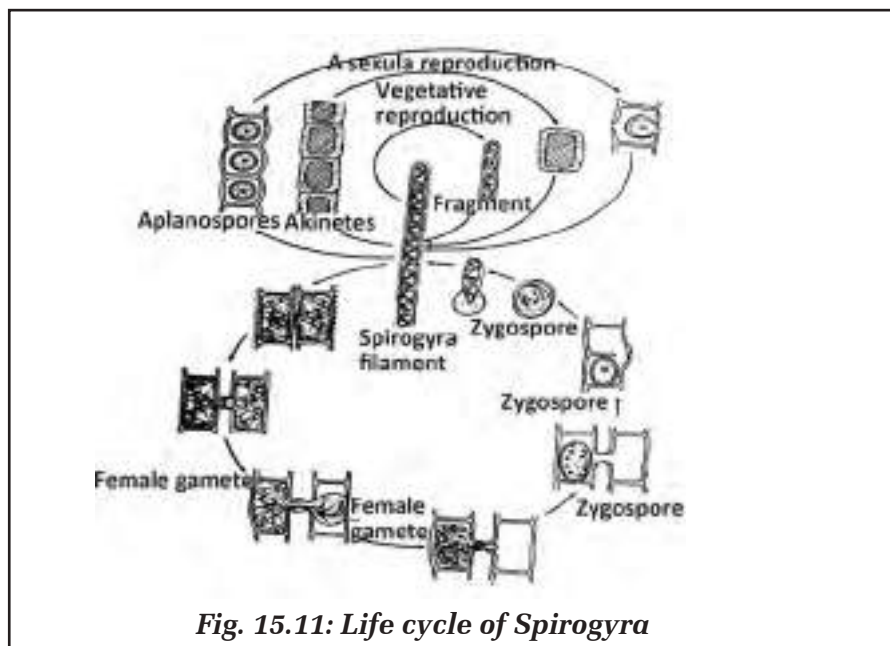 A sexula reproduction
Vegetative
reproduction
Fragment
Aplanospores
Akinetes
Spirogyra
filament
Zygospore
Zygospore
Zygospore
Female gamete
Female
gamete
Fig. 15.11: Life cycle of Spirogyra